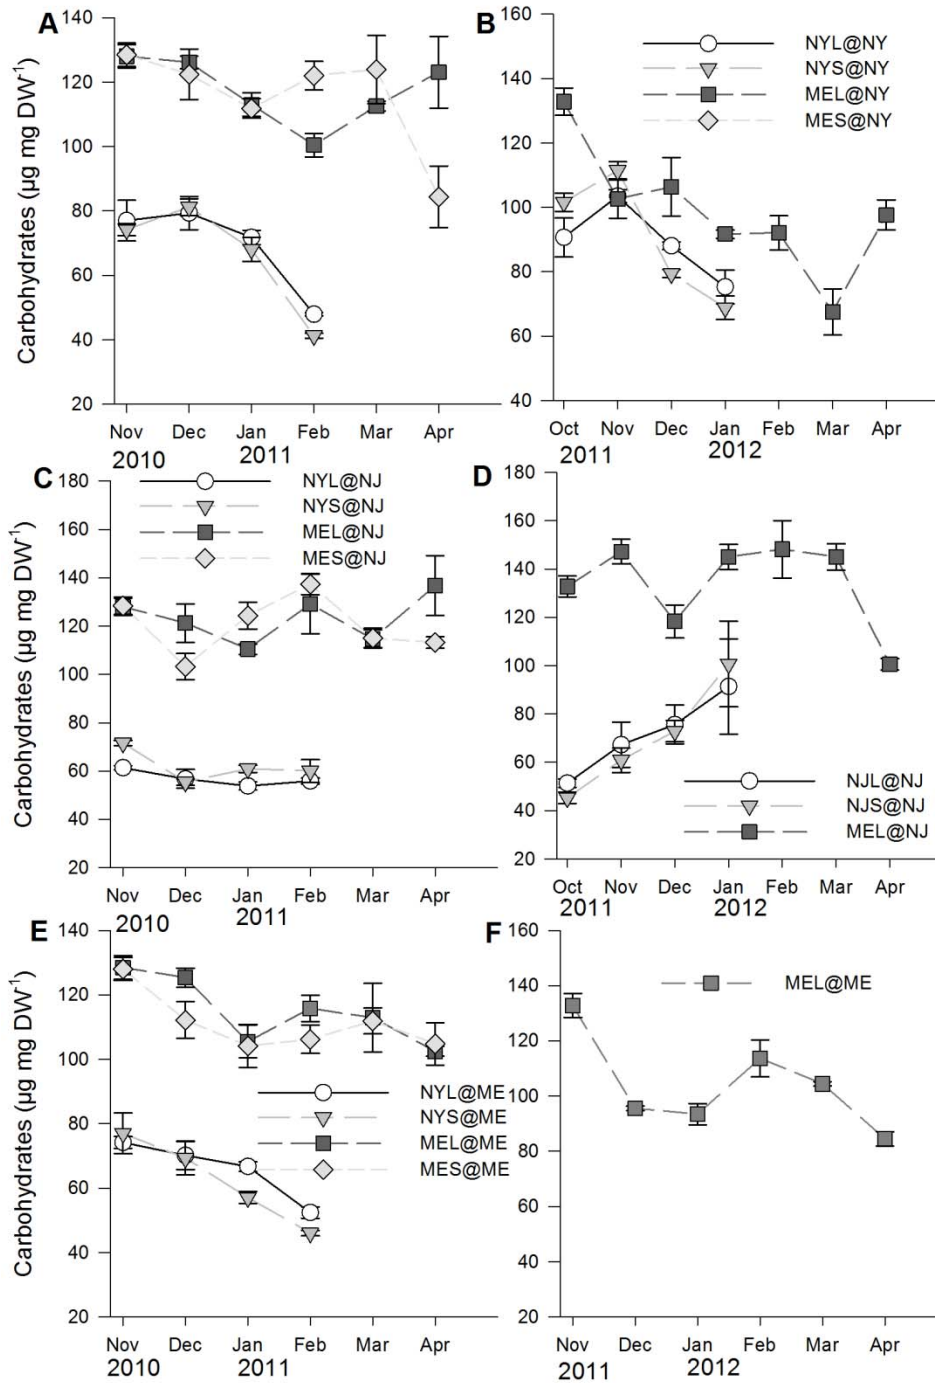 A
Carbohydrates (µg mg DW-1)
140
120
100
80
60
40
20
Nov Dec Jan Feb Mar Apr
2010 2011
B
160
140
120
100
80
60
40
NYL@NY
NYS@NY
MEL@NY
MES@NY
Oct Nov Dec Jan Feb Mar Apr
2011 2012
C
Carbohydrates (µg mg DW-1)
180
160
140
120
100
80
60
40
20
NYL@NJ
NYS@NJ
MEL@NJ
MES@NJ
Nov Dec Jan Feb Mar Apr
2010 2011
D
180
160
140
120
100
80
60
40
20
NJL@NJ
NJS@NJ
MEL@NJ
Oct Nov Dec Jan Feb Mar Apr
2011 2012
E
Carbohydrates (µg mg DW-1)
140
120
100
80
60
40
20
NYL@ME
NYS@ME
MEL@ME
MES@ME
Nov Dec Jan Feb Mar Apr
2010 2011
F
160
140
120
100
80
60
40
20
MEL@ME
Nov Dec Jan Feb Mar Apr
2011 2012